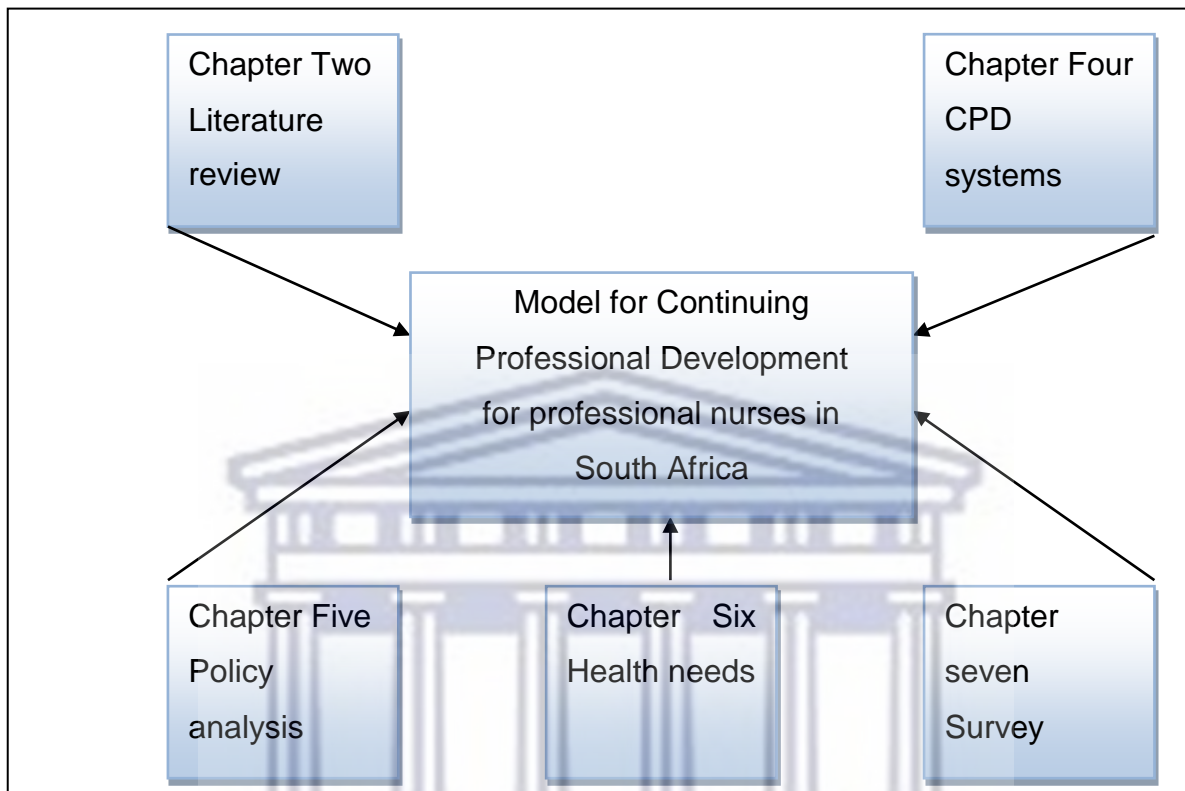 Chapter Two
Literature
review
Chapter Four
CPD
systems
Model for Continuing
Professional Development
for professional nurses in
South Africa
Chapter Five
Policy
analysis
Chapter Six
Health needs
Chapter
seven
Survey